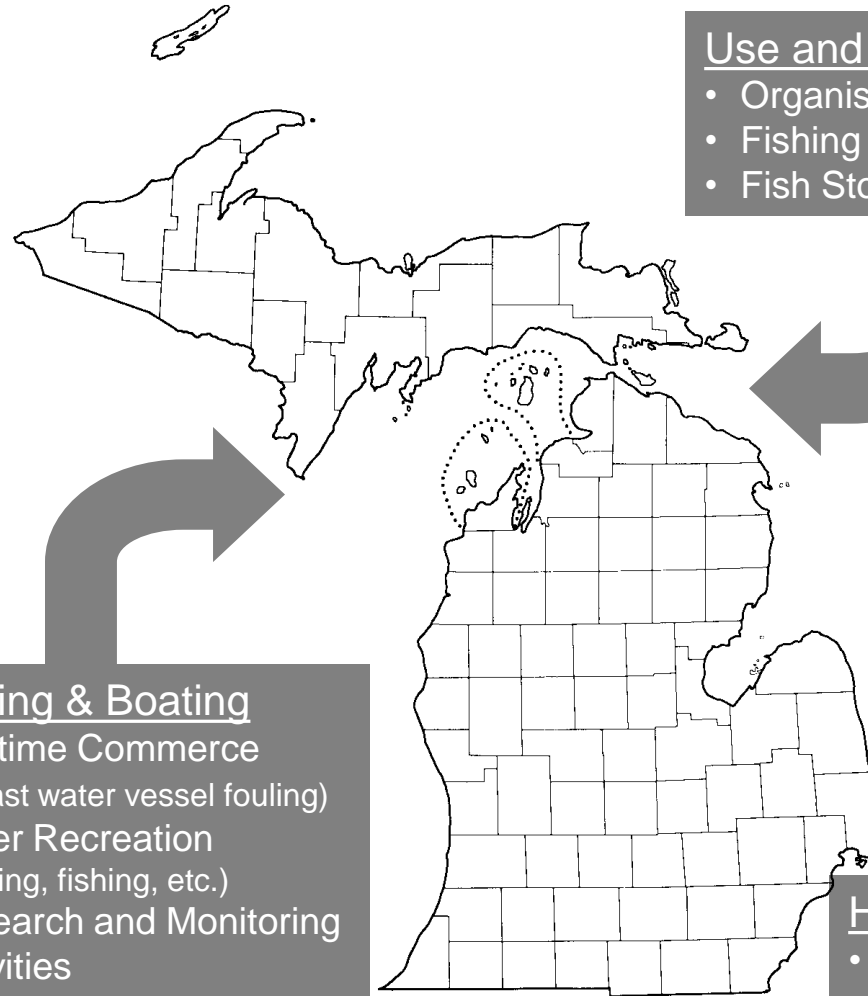 Use and
• Organis
• Fishing
• Fish Sto
ing & Boating
time Commerce
ast water vessel fouling)
er Recreation
ing, fishing, etc.)
earch and Monitoring
vities
H
•